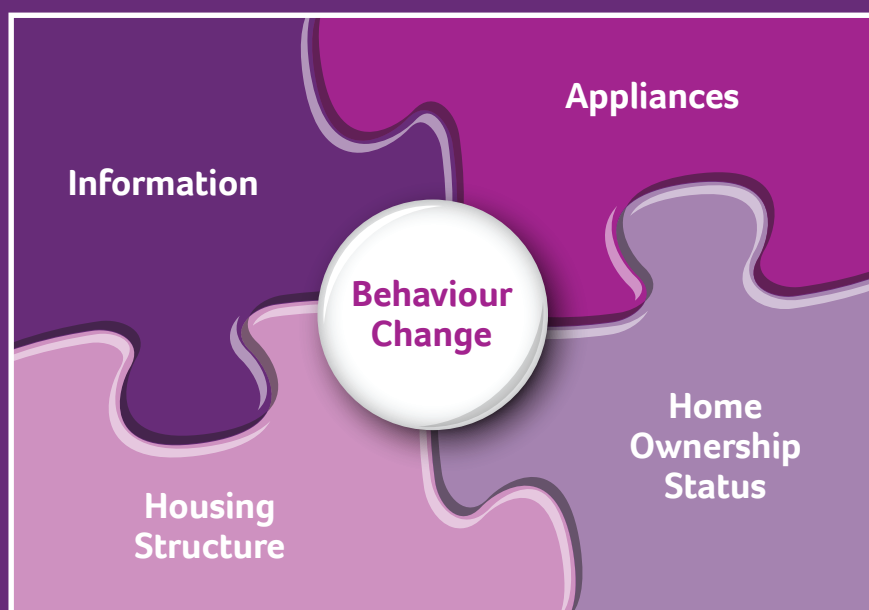 Information
Appliances
Behaviour
Change
Housing
Structure
Home
Ownership
Status